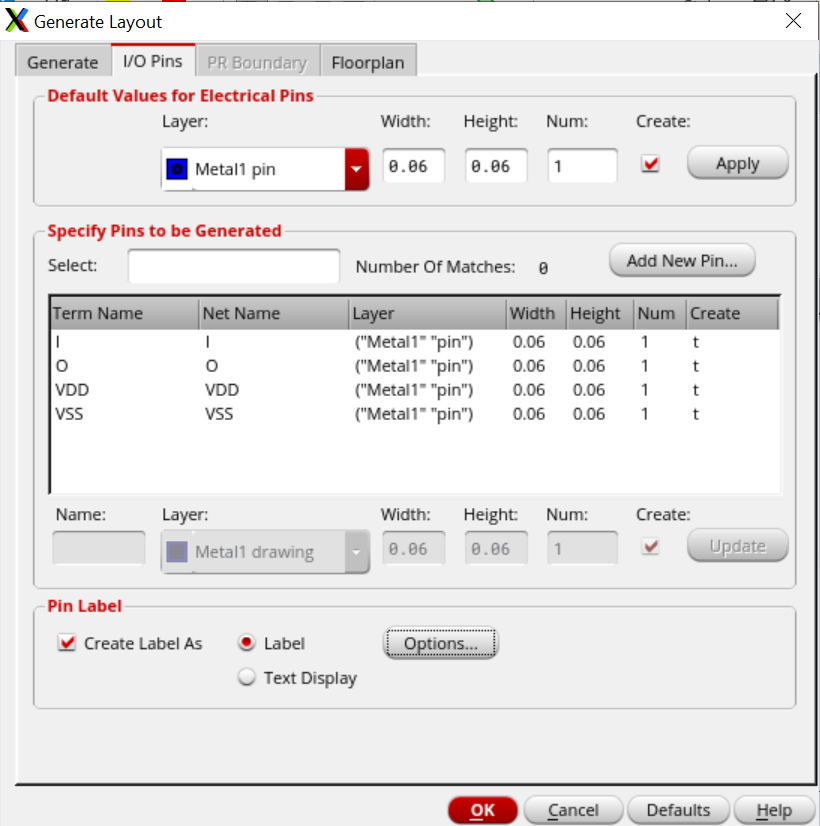 Generate Layout
Generate I/O Pins PR Boundary Floorplan
Default Values for Electrical Pins
Layer: Width: Height: Num: Create:
Metal1 pin 0.06 0.06 1 Apply
Specify Pins to be Generated
Select: Number Of Matches: 0 Add New Pin...
Term Name Net Name Layer Width Height Num Create
I I ("Metal1" "pin") 0.06 0.06 1 t
O O ("Metal1" "pin") 0.06 0.06 1 t
VDD VDD ("Metal1" "pin") 0.06 0.06 1 t
VSS VSS ("Metal1" "pin") 0.06 0.06 1 t
Name: Layer: Width: Height: Num: Create:
Metal1 drawing 0.06 0.06 1 Update
Pin Label
Create Label As Label Options...
Text Display
OK Cancel Defaults Help